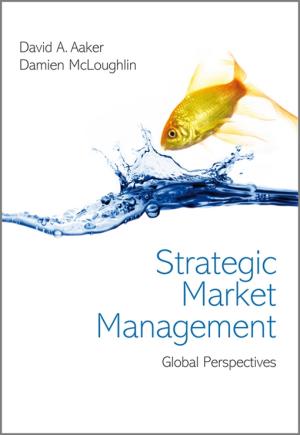 David A. Aaker
Damien McLoughlin
Strategic
Market
Management
Global Perspectives